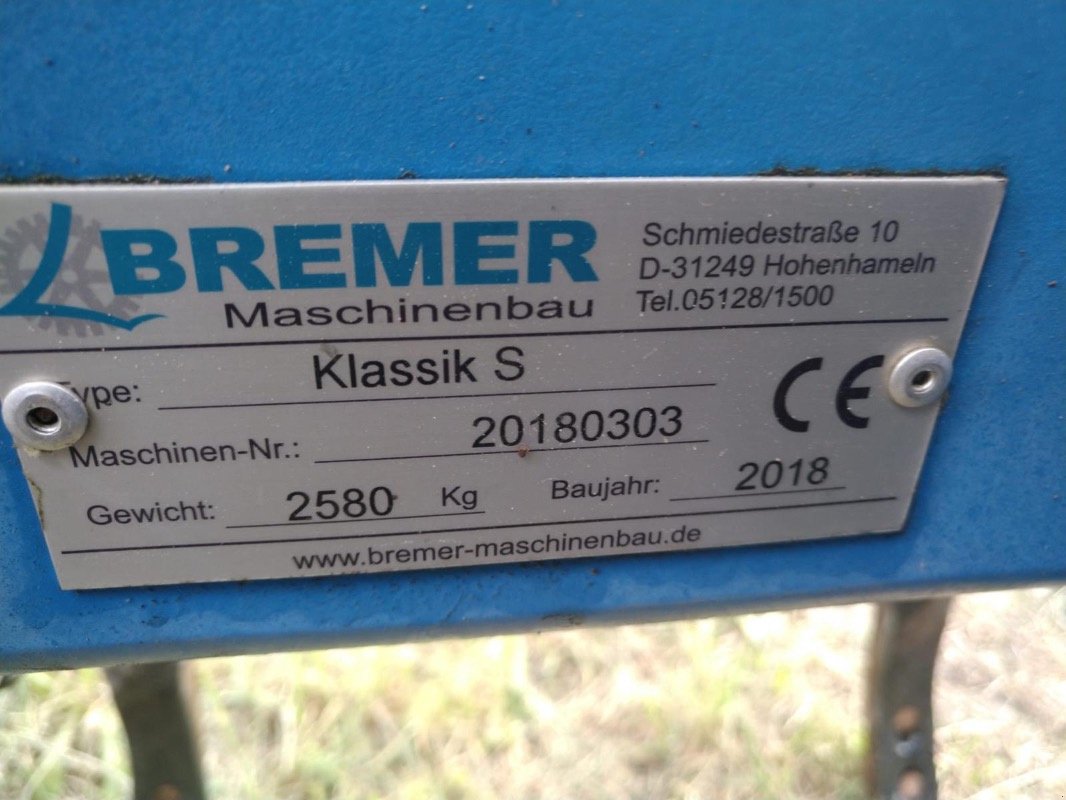 BREMER
Maschinenbau
Schmiedestraße 10
D-31249 Hohenhameln
Tel.05128/1500
Type: Klassik S
Maschinen-Nr.: 20180303
Gewicht: 2580 Kg Baujahr: 2018
www.bremer-maschinenbau.de
CE